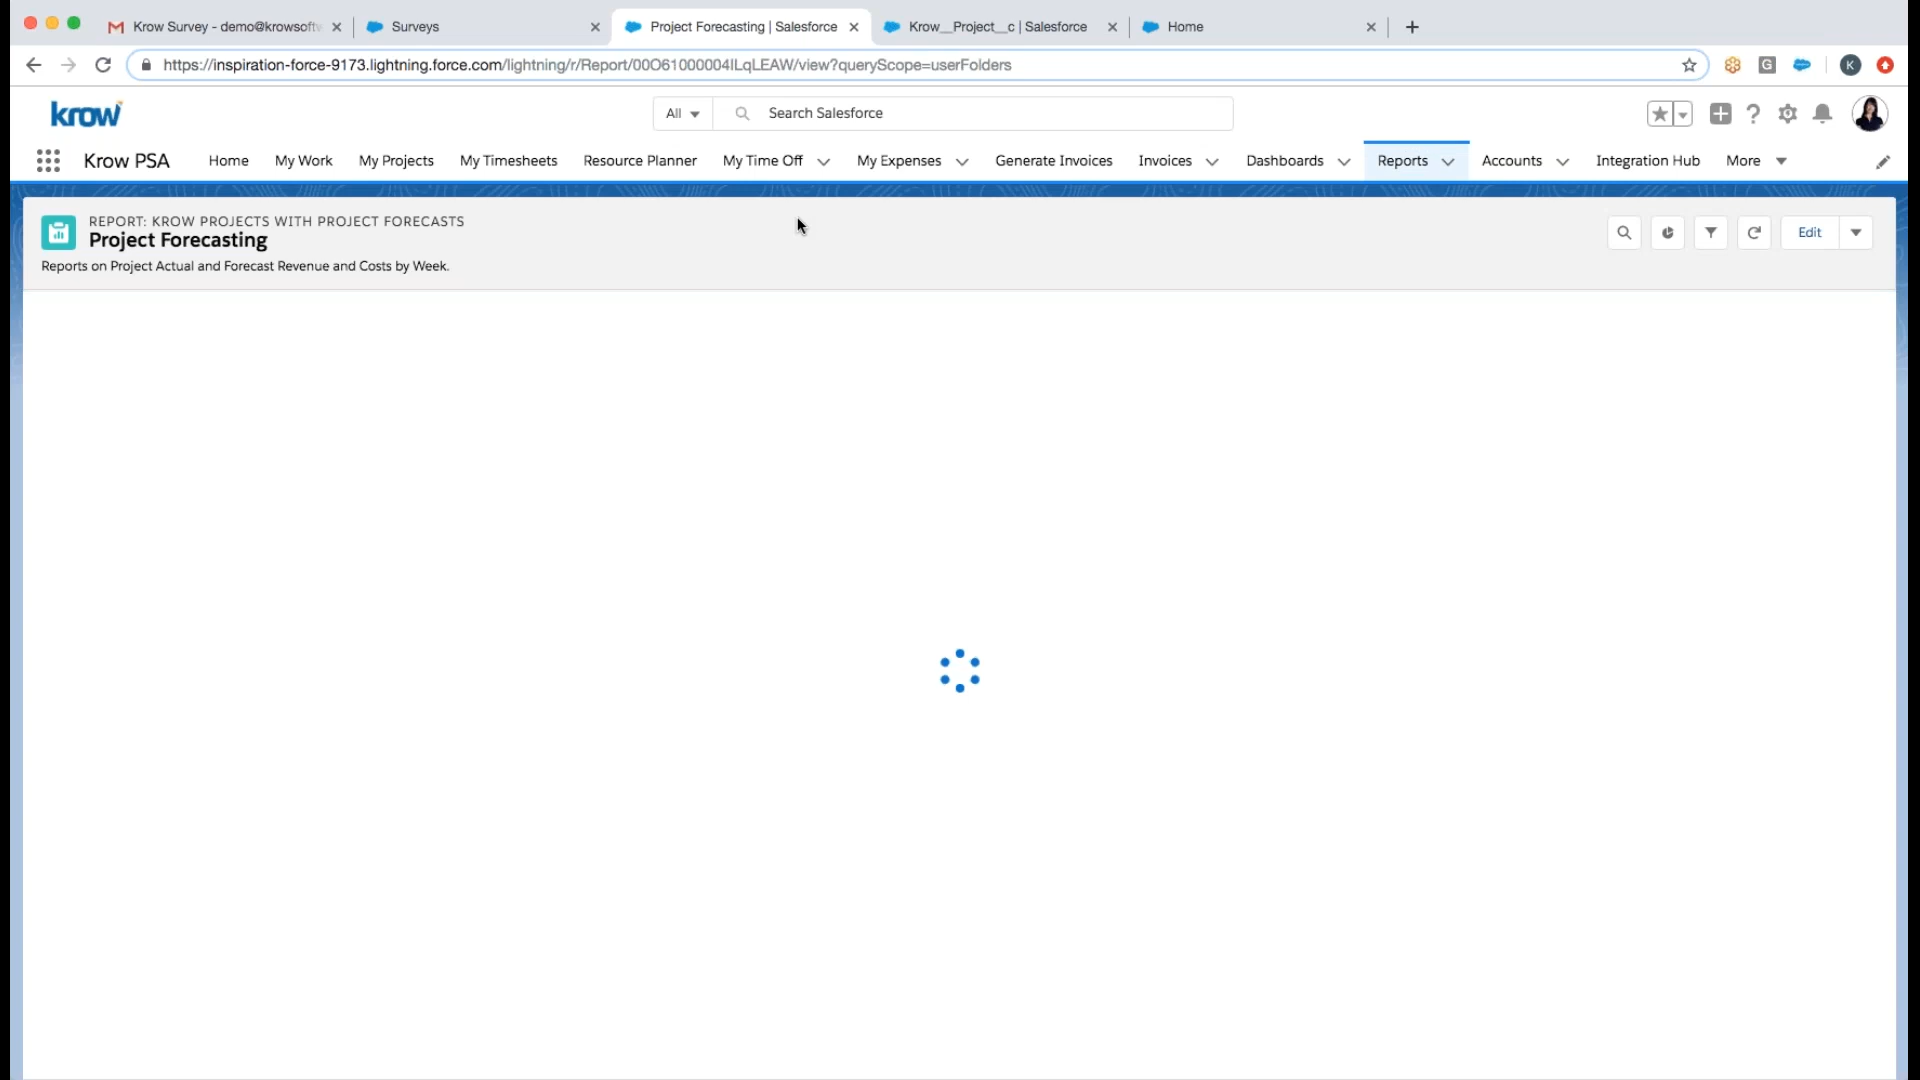 Krow Survey - demo@krowsoftw
Surveys
Project Forecasting | Salesforce
Krow__Project__c | Salesforce
Home
https://inspiration-force-9173.lightning.force.com/lightning/r/Report/00O61000004ILqLEAW/view?queryScope=userFolders
G
K
krow
All
Search Salesforce
Krow PSA
Home
My Work
My Projects
My Timesheets
Resource Planner
My Time Off
My Expenses
Generate Invoices
Invoices
Dashboards
Reports
Accounts
Integration Hub
More
REPORT: KROW PROJECTS WITH PROJECT FORECASTS
Project Forecasting
Reports on Project Actual and Forecast Revenue and Costs by Week.
Edit